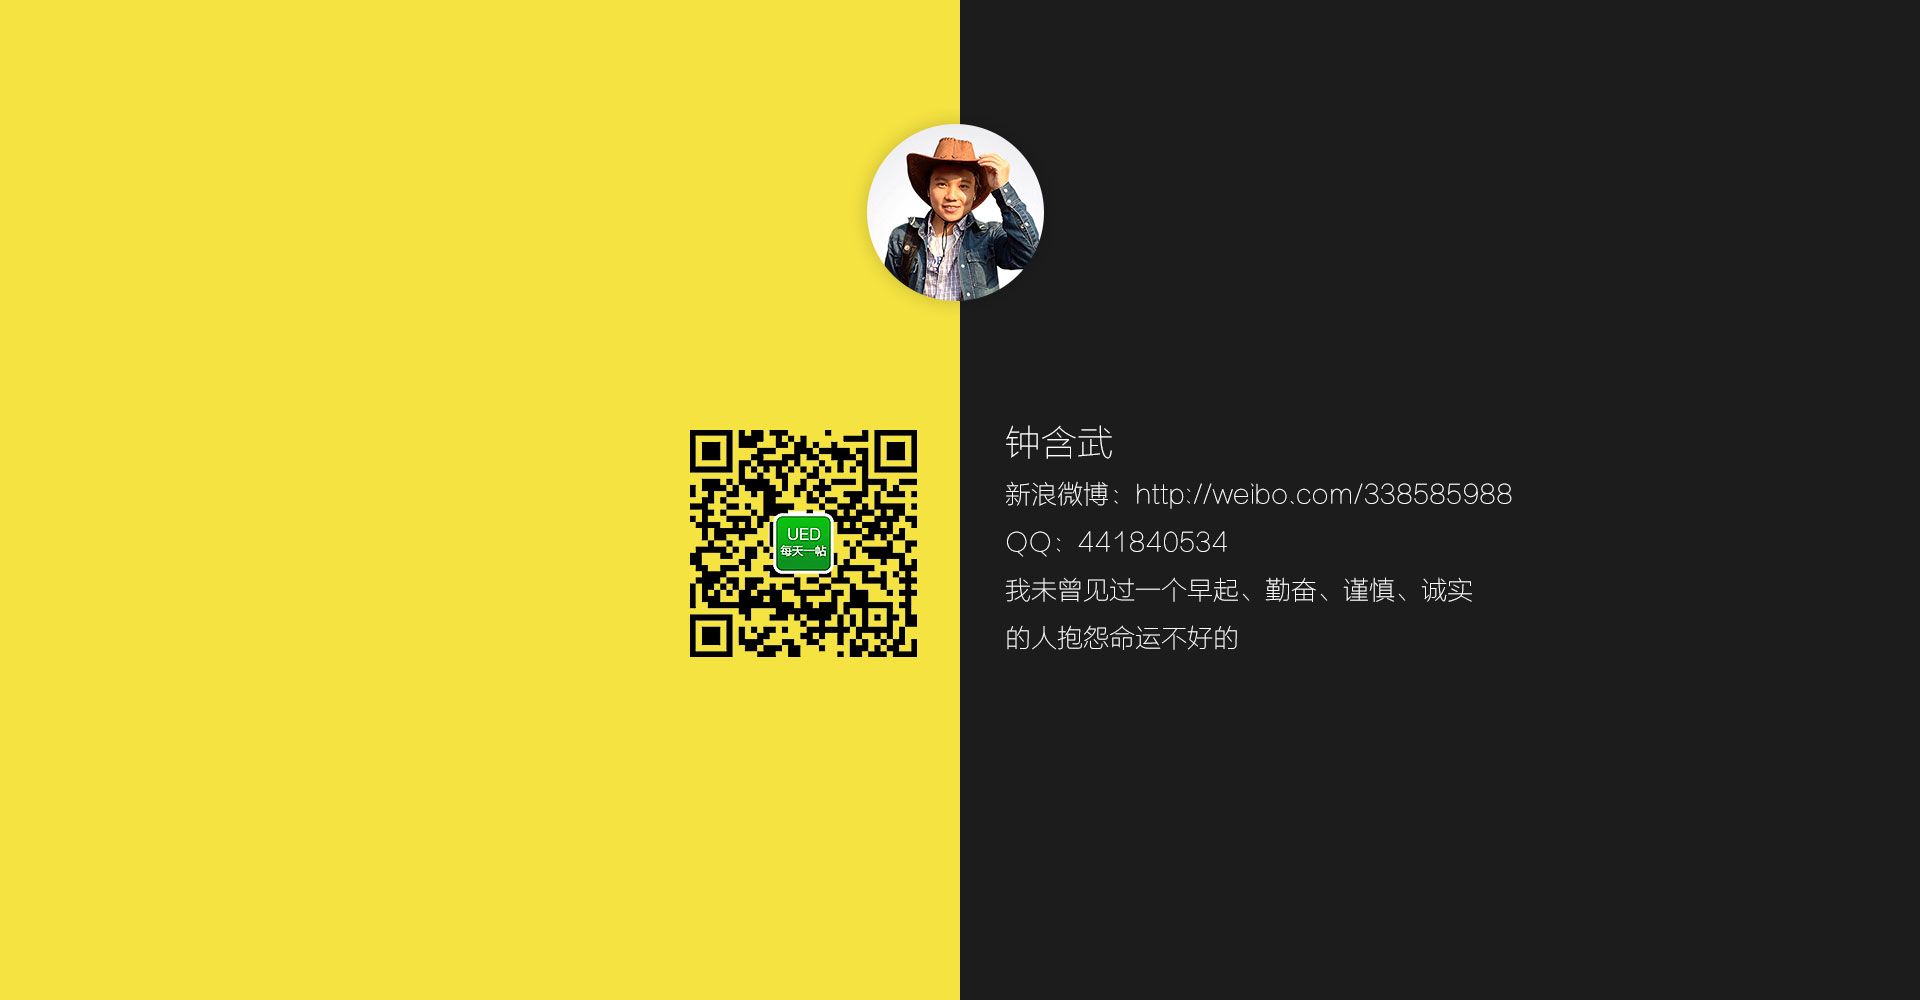 UED
每天一帖
钟含武
新浪微博：http://weibo.com/338585988
QQ：441840534
我未曾见过一个早起、勤奋、谨慎、诚实
的人抱怨命运不好的